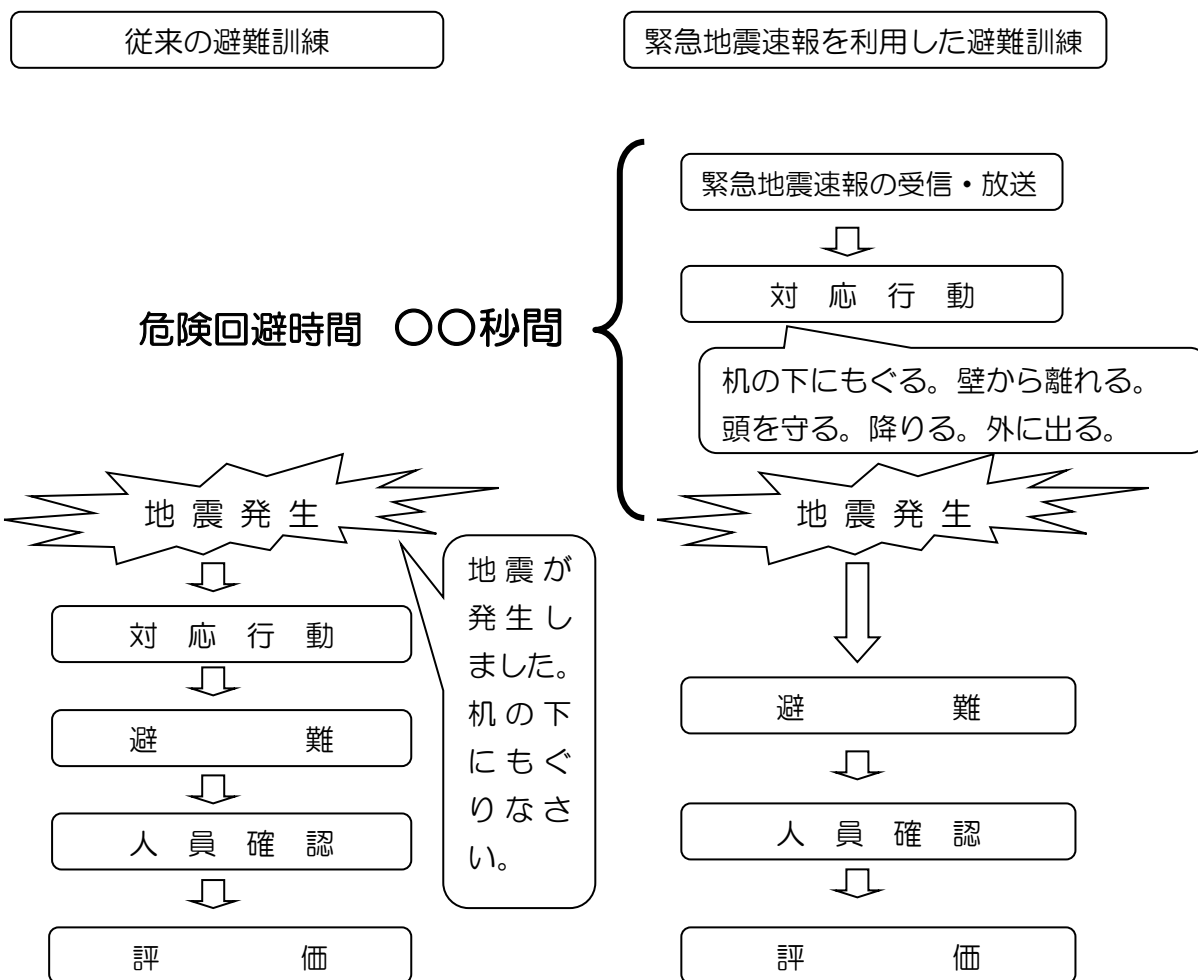 従来の避難訓練
緊急地震速報を利用した避難訓練
緊急地震速報の受信・放送
対応行動
危険回避時間 〇〇秒間
机の下にもぐる。壁から離れる。
頭を守る。降りる。外に出る。
地震発生
地震発生
地震が
発生し
ました。
机の下
にもぐ
りなさ
い。
対応行動
避難
人員確認
評価
避難
人員確認
評価